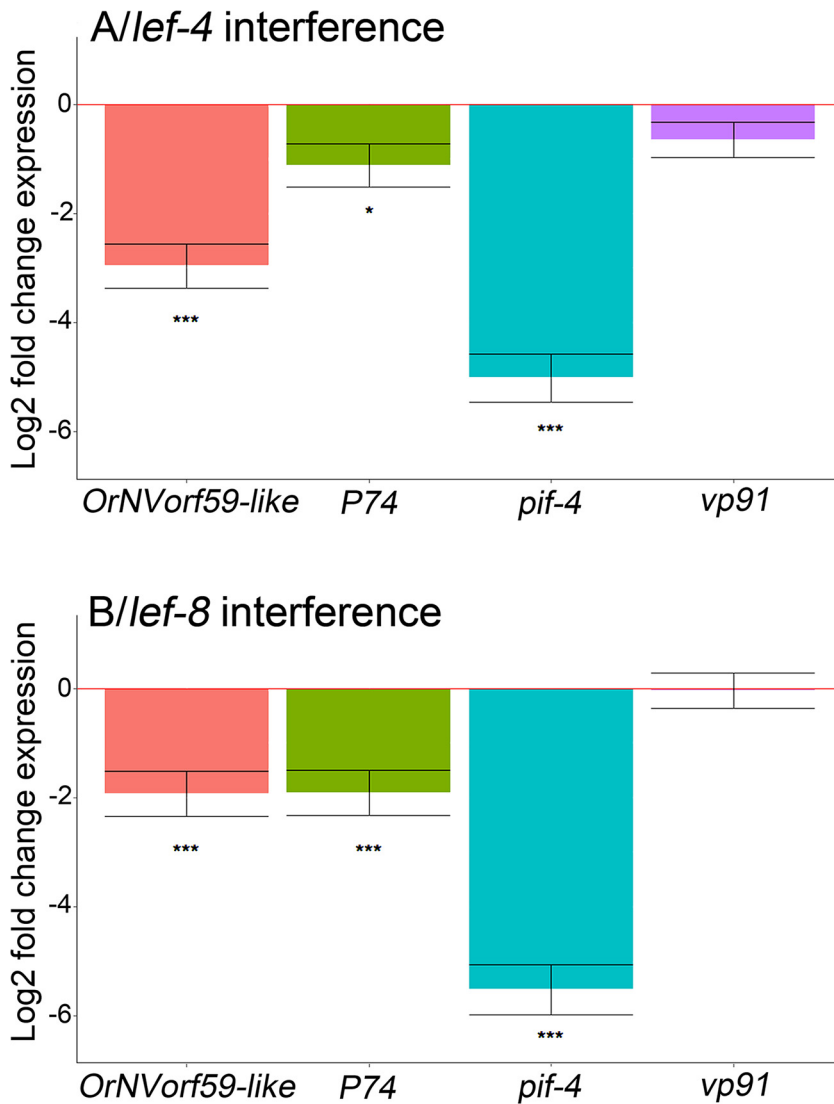 A/lef-4 interference
Log2 fold change expression
0
-2
-4
-6
*
***
***
OrNVorf59-like P74 pif-4 vp91
B/lef-8 interference
Log2 fold change expression
0
-2
-4
-6
*** ***
***
OrNVorf59-like P74 pif-4 vp91